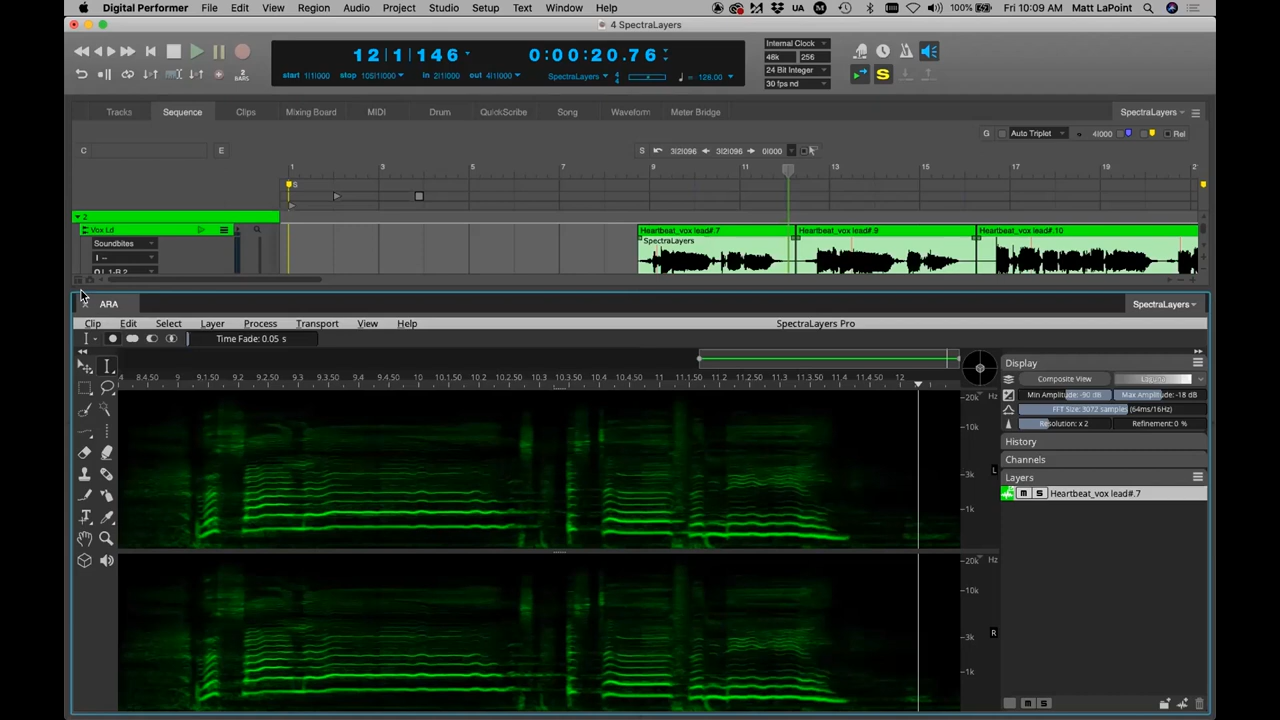 Digital Performer File Edit View Region Audio Project Studio Setup Text Window Help UA 100% Fri 10:09 AM Matt LaPoint
4 SpectraLayers
12|1|146 0:00:20.76
start 1|1|000 stop 105|1|000 in 2|1|000 out 4|1|000 SpectraLayers 4 4 = 128.00
2 BARS
Internal Clock
48k 256
24 Bit Integer
30 fps nd
S
Tracks Sequence Clips Mixing Board MIDI Drum QuickScribe Song Waveform Meter Bridge SpectraLayers
G Auto Triplet 4|000 Rel
C E S 3|2|096 3|2|096 0|000
1 3 5 7 9 11 13 15 17 19 2
S
2
Vox Ld Heartbeat_vox lead#.7 Heartbeat_vox lead#.9 Heartbeat_vox lead#.10
Soundbites SpectraLayers
ARA SpectraLayers
Clip Edit Select Layer Process Transport View Help SpectraLayers Pro
Time Fade: 0.05 s
4 8.4.50 9 9.1.50 9.2 9.2.50 9.3 9.3.50 9.4 9.4.50 10 10.1.50 10.2 10.2.50 10.3 10.3.50 10.4 10.4.50 11 11.1.50 11.2 11.2.50 11.3 11.3.50 11.4 11.4.50 12
Display
Composite View
Min Amplitude: -90 dB Max Amplitude: -18 dB
FFT Size: 3072 samples (64ms/16Hz)
Resolution: x 2 Refinement: 0 %
History
Channels
Layers
M S Heartbeat_vox lead#.7
20k Hz
10k
3k L
1k
20k Hz
10k
3k R
1k
M S